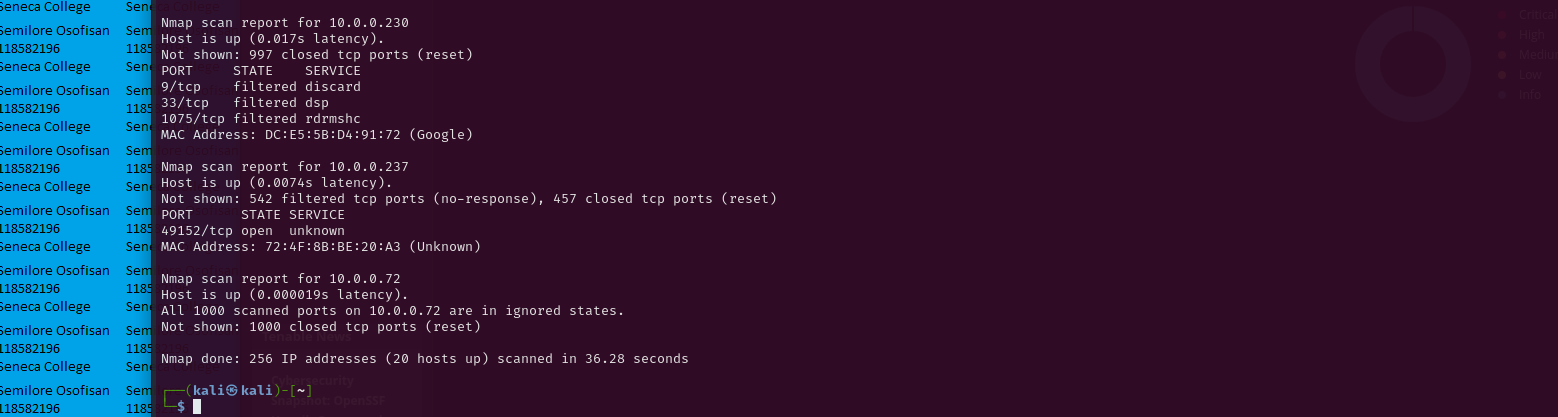 Seneca College Sen
Semilore Osofisan Sem
118582196 1185
Seneca College Sen
Semilore Osofisan Sem
118582196 1185
Seneca College Sen
Semilore Osofisan Sem
118582196 1185
Seneca College Sen
Semilore Osofisan Sem
118582196 1185
Seneca College Sen
Semilore Osofisan Sem
118582196 1185
Seneca College Sen
Semilore Osofisan Sem
118582196 1185
Seneca College Sen
Semilore Osofisan Sem
118582196 1185
Nmap scan report for 10.0.0.230
Host is up (0.017s latency).
Not shown: 997 closed tcp ports (reset)
PORT     STATE    SERVICE
9/tcp    filtered discard
33/tcp   filtered dsp
1075/tcp filtered rdrmshc
MAC Address: DC:E5:5B:D4:91:72 (Google)
Nmap scan report for 10.0.0.237
Host is up (0.0074s latency).
Not shown: 542 filtered tcp ports (no-response), 457 closed tcp ports (reset)
PORT      STATE SERVICE
49152/tcp open  unknown
MAC Address: 72:4F:8B:BE:20:A3 (Unknown)
Nmap scan report for 10.0.0.72
Host is up (0.000019s latency).
All 1000 scanned ports on 10.0.0.72 are in ignored states.
Not shown: 1000 closed tcp ports (reset)
Nmap done: 256 IP addresses (20 hosts up) scanned in 36.28 seconds
┌──(kali㉿kali)-[~]
└─$
Critical
High
Medium
Low
Info
Tenable News
Cybersecurity
Snapshot: OpenSSF